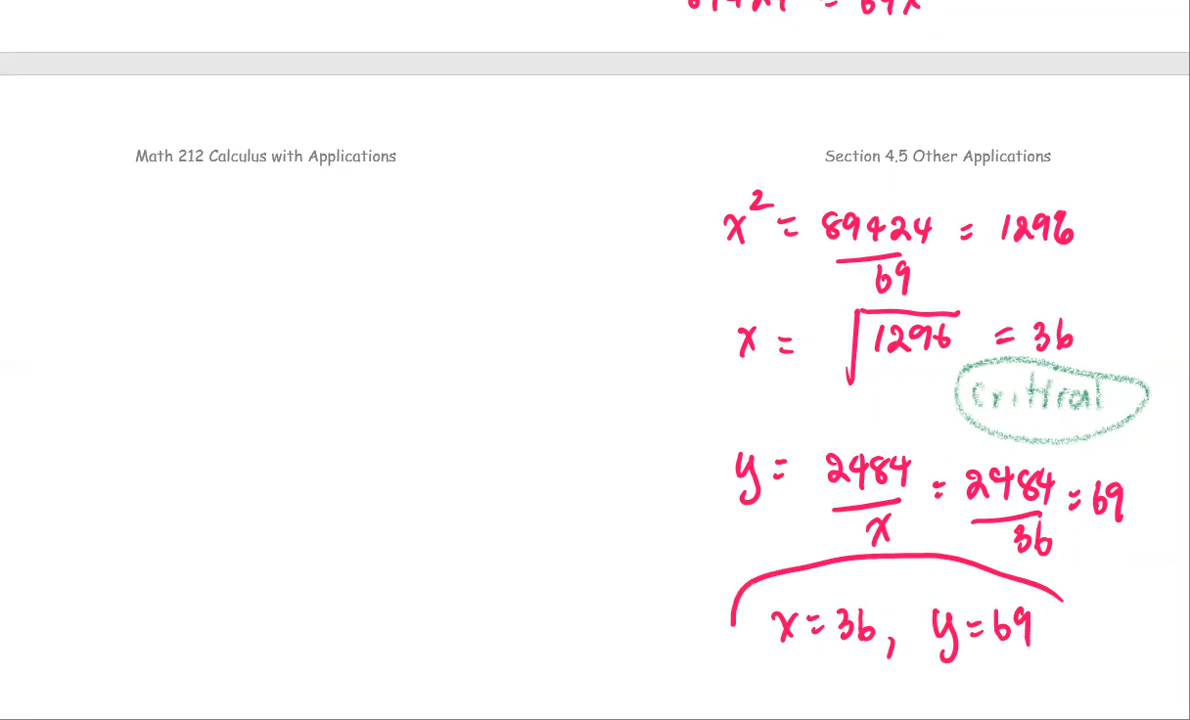 Math 212 Calculus with Applications
Section 4.5 Other Applications
x² = 89424/69 = 1296
x = √1296 = 36
critical
y = 2484/x = 2484/36 = 69
x = 36, y = 69